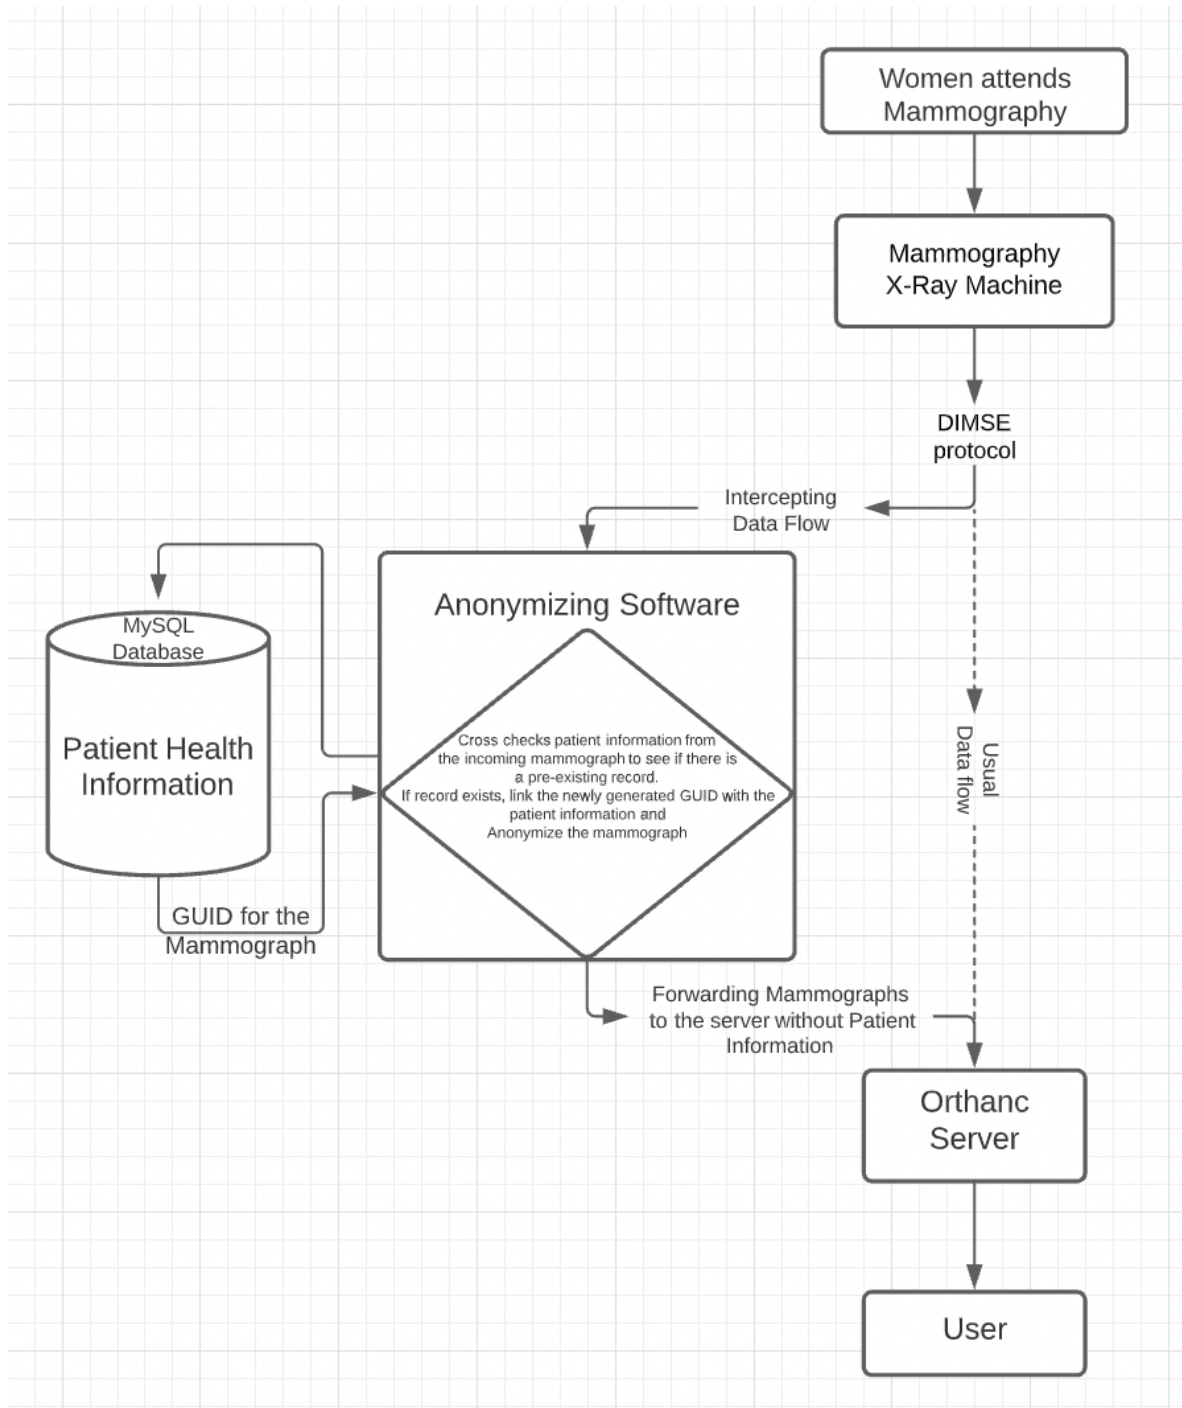 Women attends
Mammography
Mammography
X-Ray Machine
DIMSE
protocol
Intercepting
Data Flow
Anonymizing Software
MySQL
Database
Patient Health
Information
Cross checks patient information from
the incoming mammograph to see if there is
a pre-existing record.
If record exists, link the newly generated GUID with the
patient information and
Anonymize the mammograph
Usual
Data flow
GUID for the
Mammograph
Forwarding Mammographs
to the server without Patient
Information
Orthanc
Server
User